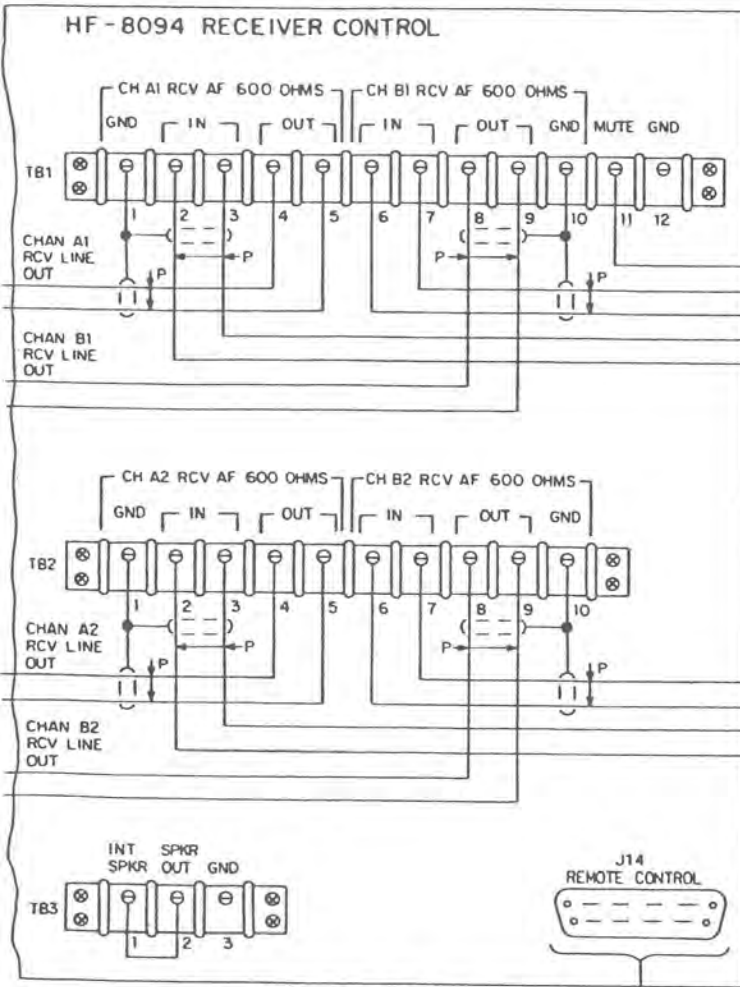 HF-8094 RECEIVER CONTROL
CH A1 RCV AF 600 OHMS CH B1 RCV AF 600 OHMS
GND IN OUT IN OUT GND MUTE GND
TB1
1 2 3 4 5 6 7 8 9 10 11 12
CHAN A1
RCV LINE
OUT
P P P P
CHAN B1
RCV LINE
OUT
CH A2 RCV AF 600 OHMS CH B2 RCV AF 600 OHMS
GND IN OUT IN OUT GND
TB2
1 2 3 4 5 6 7 8 9 10
CHAN A2
RCV LINE
OUT
P P P P
CHAN B2
RCV LINE
OUT
INT SPKR
SPKR OUT GND
TB3
1 2 3
J14
REMOTE CONTROL